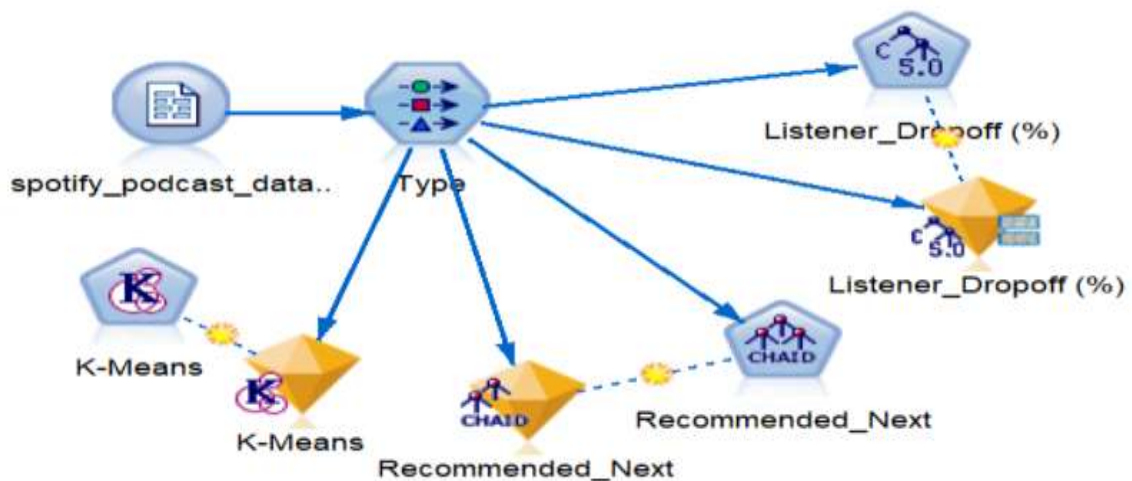 C 5.0
Listener_Dropoff (%)
spotify_podcast_data..
Type
C 5.0
Listener_Dropoff (%)
K
K-Means
K
K-Means
CHAID
Recommended_Next
CHAID
Recommended_Next